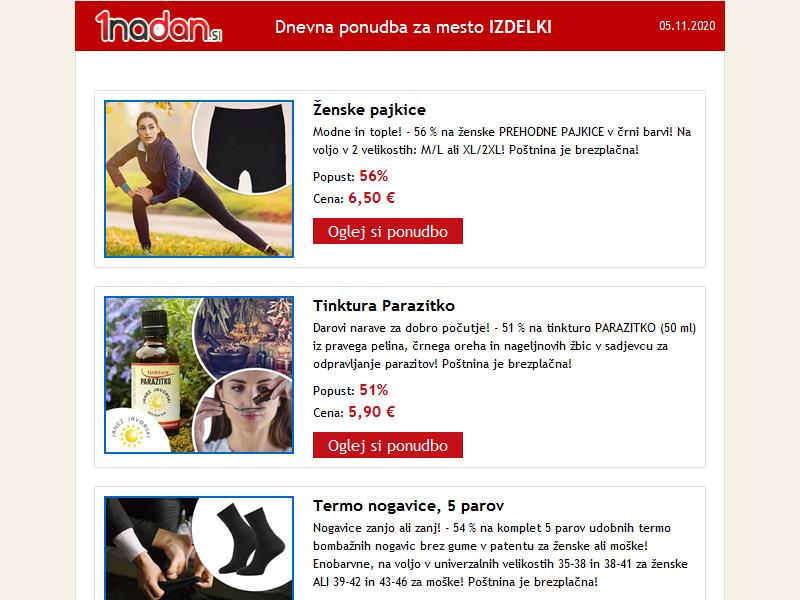 1nadan.si
Dnevna ponudba za mesto IZDELKI
05.11.2020
Ženske pajkice
Modne in tople! - 56 % na ženske PREHODNE PAJKICE v črni barvi! Na
voljo v 2 velikostih: M/L ali XL/2XL! Poštnina je brezplačna!
Popust: 56%
Cena: 6,50 €
Oglej si ponudbo
tinktura
PARAZITKO
JANEZ JAVORSKI
JANEZ JAVORSKI
Tinktura Parazitko
Darovi narave za dobro počutje! - 51 % na tinkturo PARAZITKO (50 ml)
iz pravega pelina, črnega oreha in nageljnovih žbic v sadjevcu za
odpravljanje parazitov! Poštnina je brezplačna!
Popust: 51%
Cena: 5,90 €
Oglej si ponudbo
Termo nogavice, 5 parov
Nogavice zanjo ali zanj! - 54 % na komplet 5 parov udobnih termo
bombažnih nogavic brez gume v patentu za ženske ali moške!
Enobarvne, na voljo v univerzalnih velikostih 35-38 in 38-41 za ženske
ALI 39-42 in 43-46 za moške! Poštnina je brezplačna!